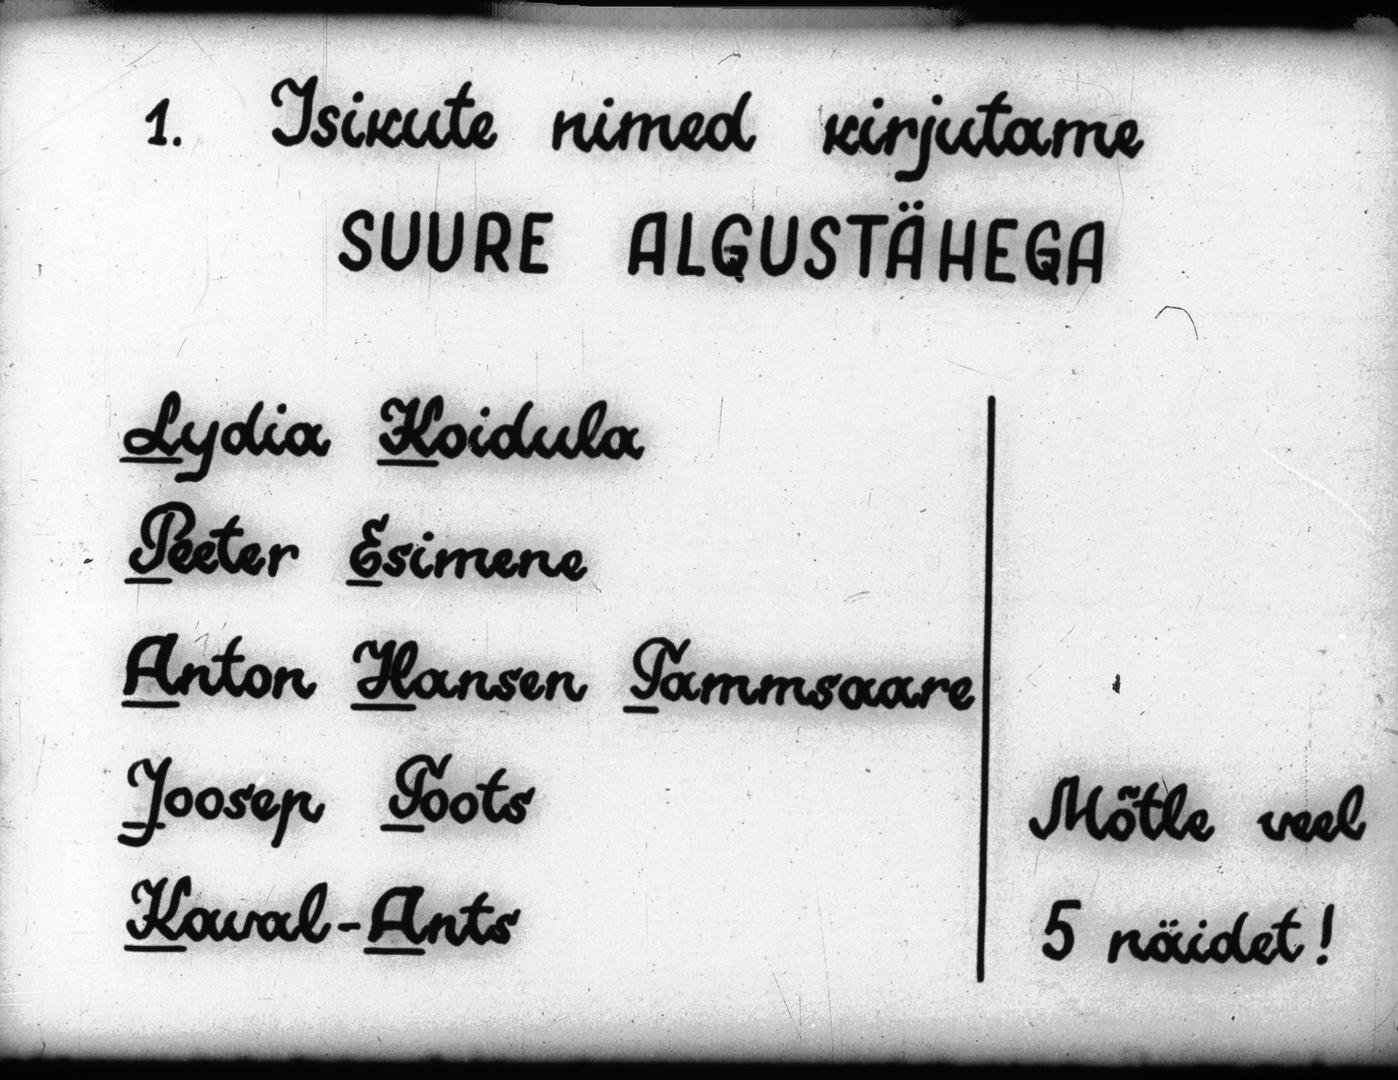 1. Isikute nimed kirjutame
SUURE ALGUSTÄHEGA
Lydia Koidula
Peeter Esimene
Anton Hansen Tammsaare
Joosep Toots
Kaval-Ants
Mõtle veel
5 näidet!